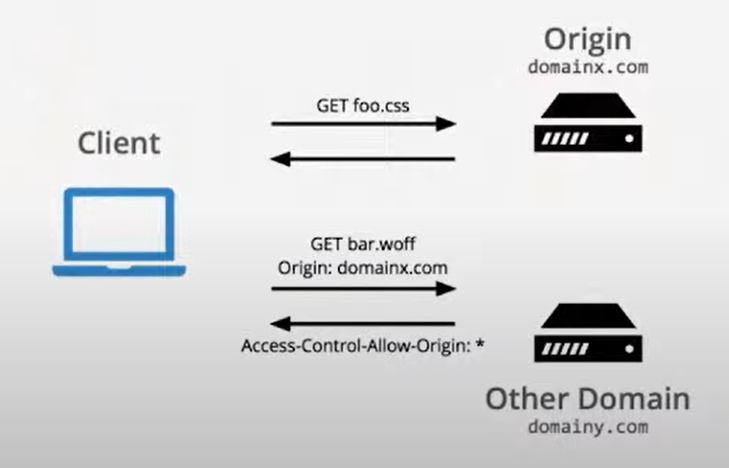 Origin
domainx.com
GET foo.css
Client
GET bar.woff
Origin: domainx.com
Access-Control-Allow-Origin: *
Other Domain
domainy.com